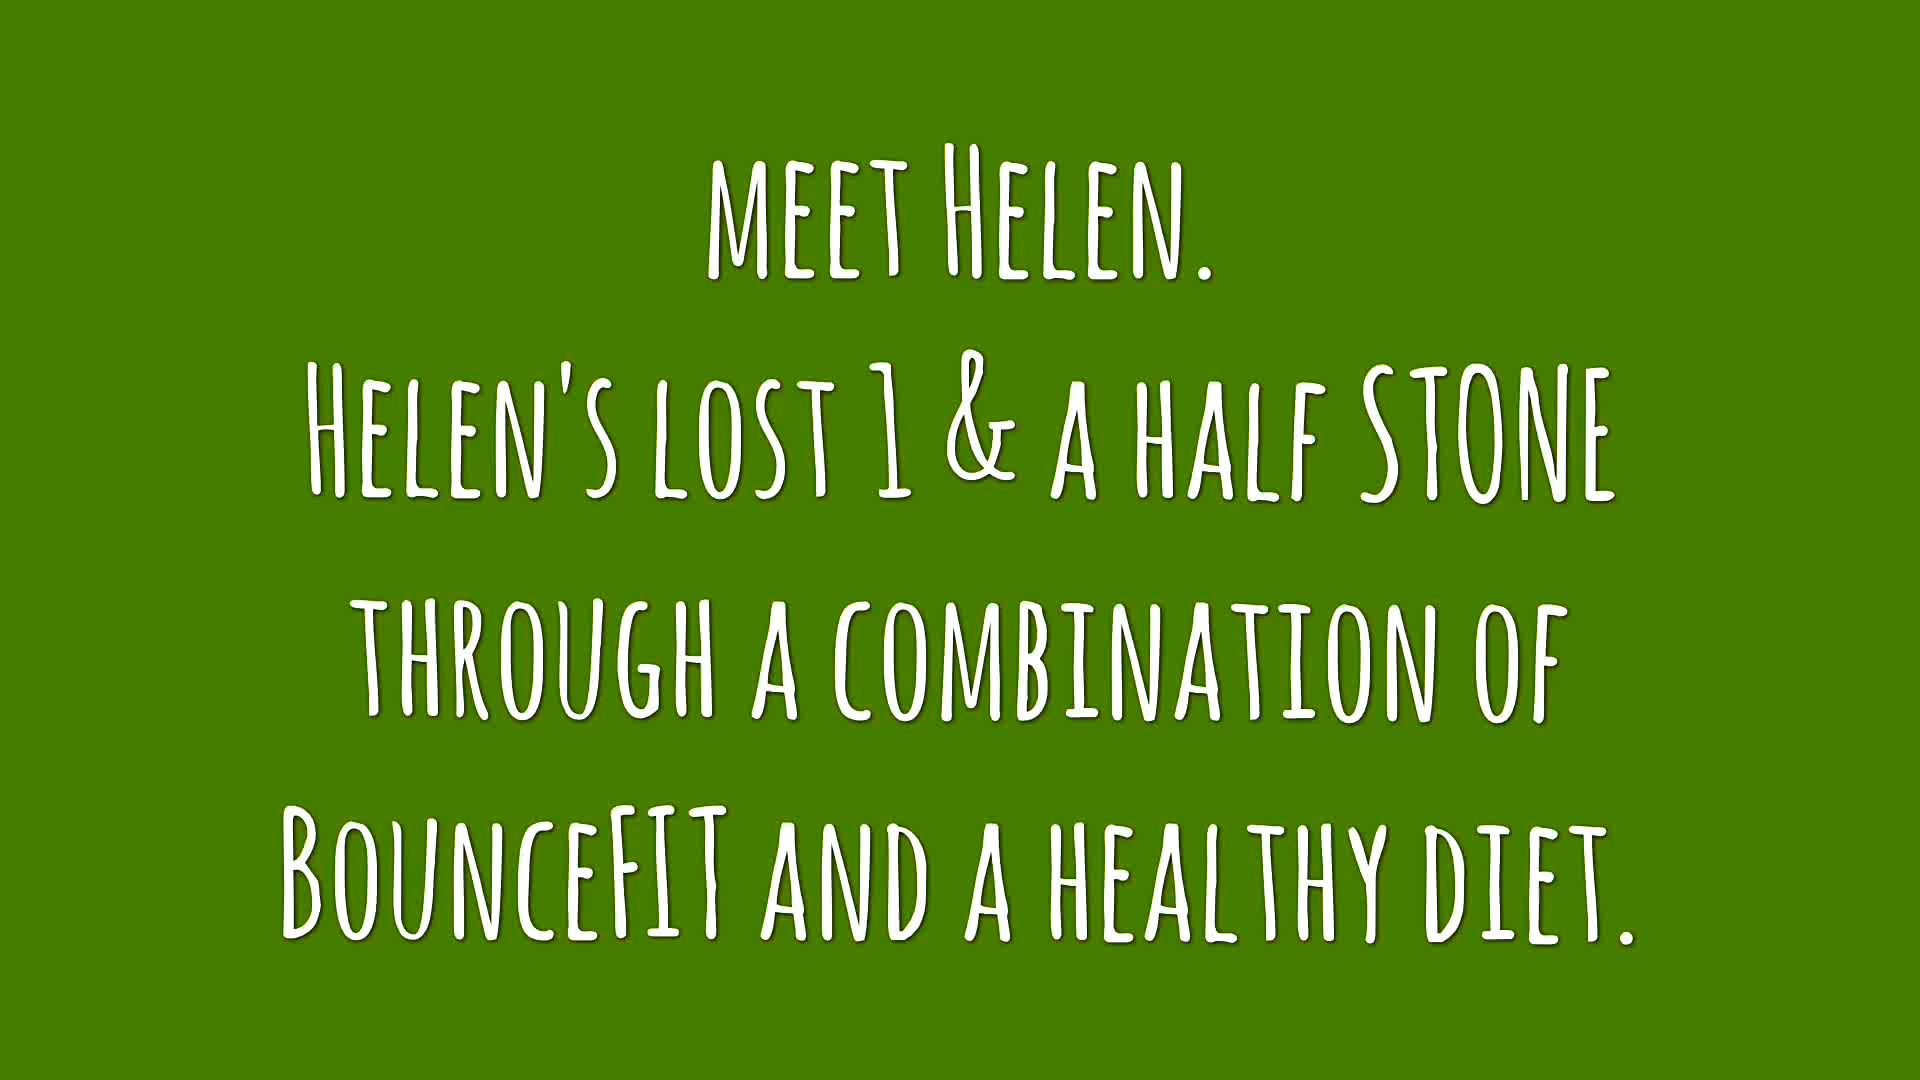 meet Helen.
Helen's lost 1 & a half STONE
through a combination of
BounceFIT and a healthy diet.